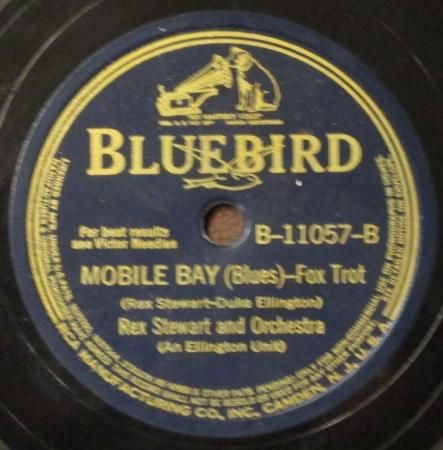 BLUEBIRD
For best results
use Victor Needles
B-11057-B
MOBILE BAY (Blues)-Fox Trot
(Rex Stewart-Duke Ellington)
Rex Stewart and Orchestra
(An Ellington Unit)
RCA MANUFACTURING CO., INC., CAMDEN, N.J., U.S.A.